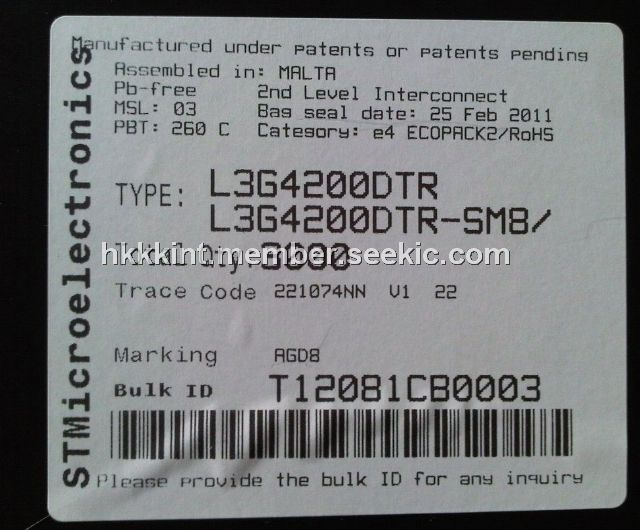 STMicroelectronics
Manufactured under patents or patents pending
Assembled in: MALTA
Pb-free 2nd Level Interconnect
MSL: 03 Bag seal date: 25 Feb 2011
PBT: 260 C Category: e4 ECOPACK2/RoHS
TYPE: L3G4200DTR
L3G4200DTR-SM8/
Total Qty:
hkkkint.member.seekic.com
Trace Code 221074NN V1 22
Marking AGD8
Bulk ID T12081CB0003
Please provide the bulk ID for any inquiry